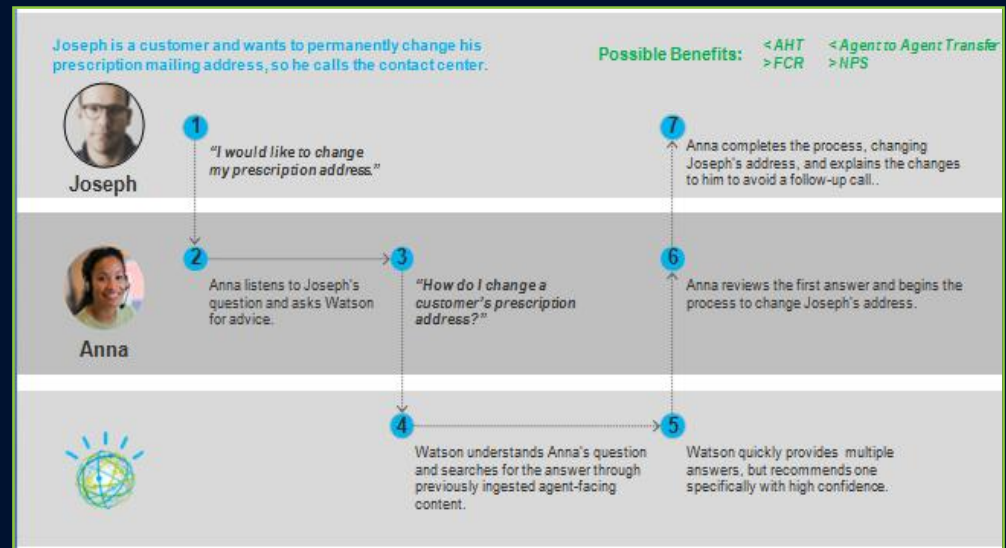 Joseph is a customer and wants to permanently change his
prescription mailing address, so he calls the contact center.
Possible Benefits:
<AHT
<Agent to Agent Transfer
>FCR
>NPS
Joseph
1
"I would like to change
my prescription address."
7
Anna completes the process, changing
Joseph's address, and explains the changes
to him to avoid a follow-up call..
Anna
2
Anna listens to Joseph's
question and asks Watson
for advice.
3
"How do I change a
customer's prescription
address?"
6
Anna reviews the first answer and begins the
process to change Joseph's address.
4
Watson understands Anna's question
and searches for the answer through
previously ingested agent-facing
content.
5
Watson quickly provides multiple
answers, but recommends one
specifically with high confidence.